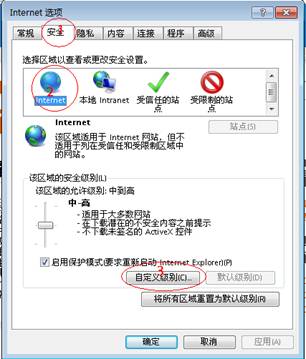 Internet 选项
常规 安全 隐私 内容 连接 程序 高级
1
选择区域以查看或更改安全设置。
2
Internet 本地 Intranet 受信任的站点 受限制的站点
Internet
站点(S)
该区域适用于 Internet 网站，但不
适用于列在受信任和受限制区域中
的网站。
该区域的安全级别(L)
该区域的允许级别: 中到高
中-高
- 适用于大多数网站
- 在下载潜在的不安全内容之前提示
- 不下载未签名的 ActiveX 控件
启用保护模式(要求重新启动 Internet Explorer)(P)
3
自定义级别(C)... 默认级别(D)
将所有区域重置为默认级别(R)
确定 取消 应用(A)